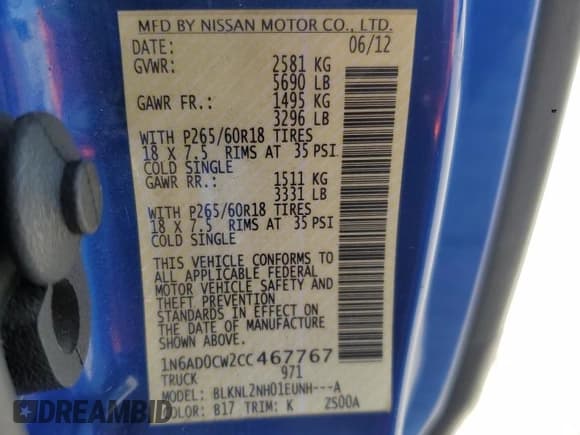 MFD BY NISSAN MOTOR CO., LTD.
DATE: 06/12
GVWR: 2581 KG
5690 LB
GAWR FR.: 1495 KG
3296 LB
WITH P265/60R18 TIRES
18 X 7.5 RIMS AT 35 PSI
COLD SINGLE
GAWR RR.: 1511 KG
3331 LB
WITH P265/60R18 TIRES
18 X 7.5 RIMS AT 35 PSI
COLD SINGLE
THIS VEHICLE CONFORMS TO
ALL APPLICABLE FEDERAL
MOTOR VEHICLE SAFETY AND
THEFT PREVENTION
STANDARDS IN EFFECT ON
THE DATE OF MANUFACTURE
SHOWN ABOVE.
1N6AD0CW2CC467767
TRUCK 971
MODEL: BLKNL2NH01EUNH---A
COLOR: B17 TRIM: K ZS00A
DREAMBID